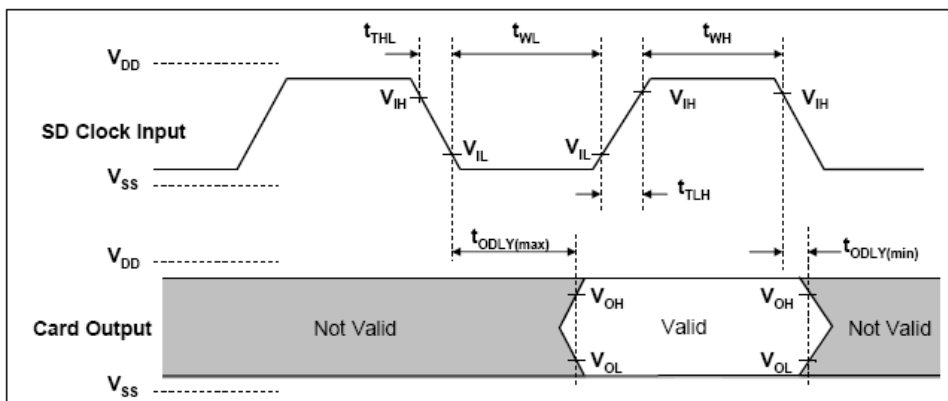 t_THL t_WL t_WH
V_DD
V_IH V_IH V_IH
SD Clock Input
V_IL V_IL
V_SS
t_TLH
t_ODLY(max) t_ODLY(min)
V_DD
V_OH V_OH
Card Output Not Valid Valid Not Valid
V_OL V_OL
V_SS